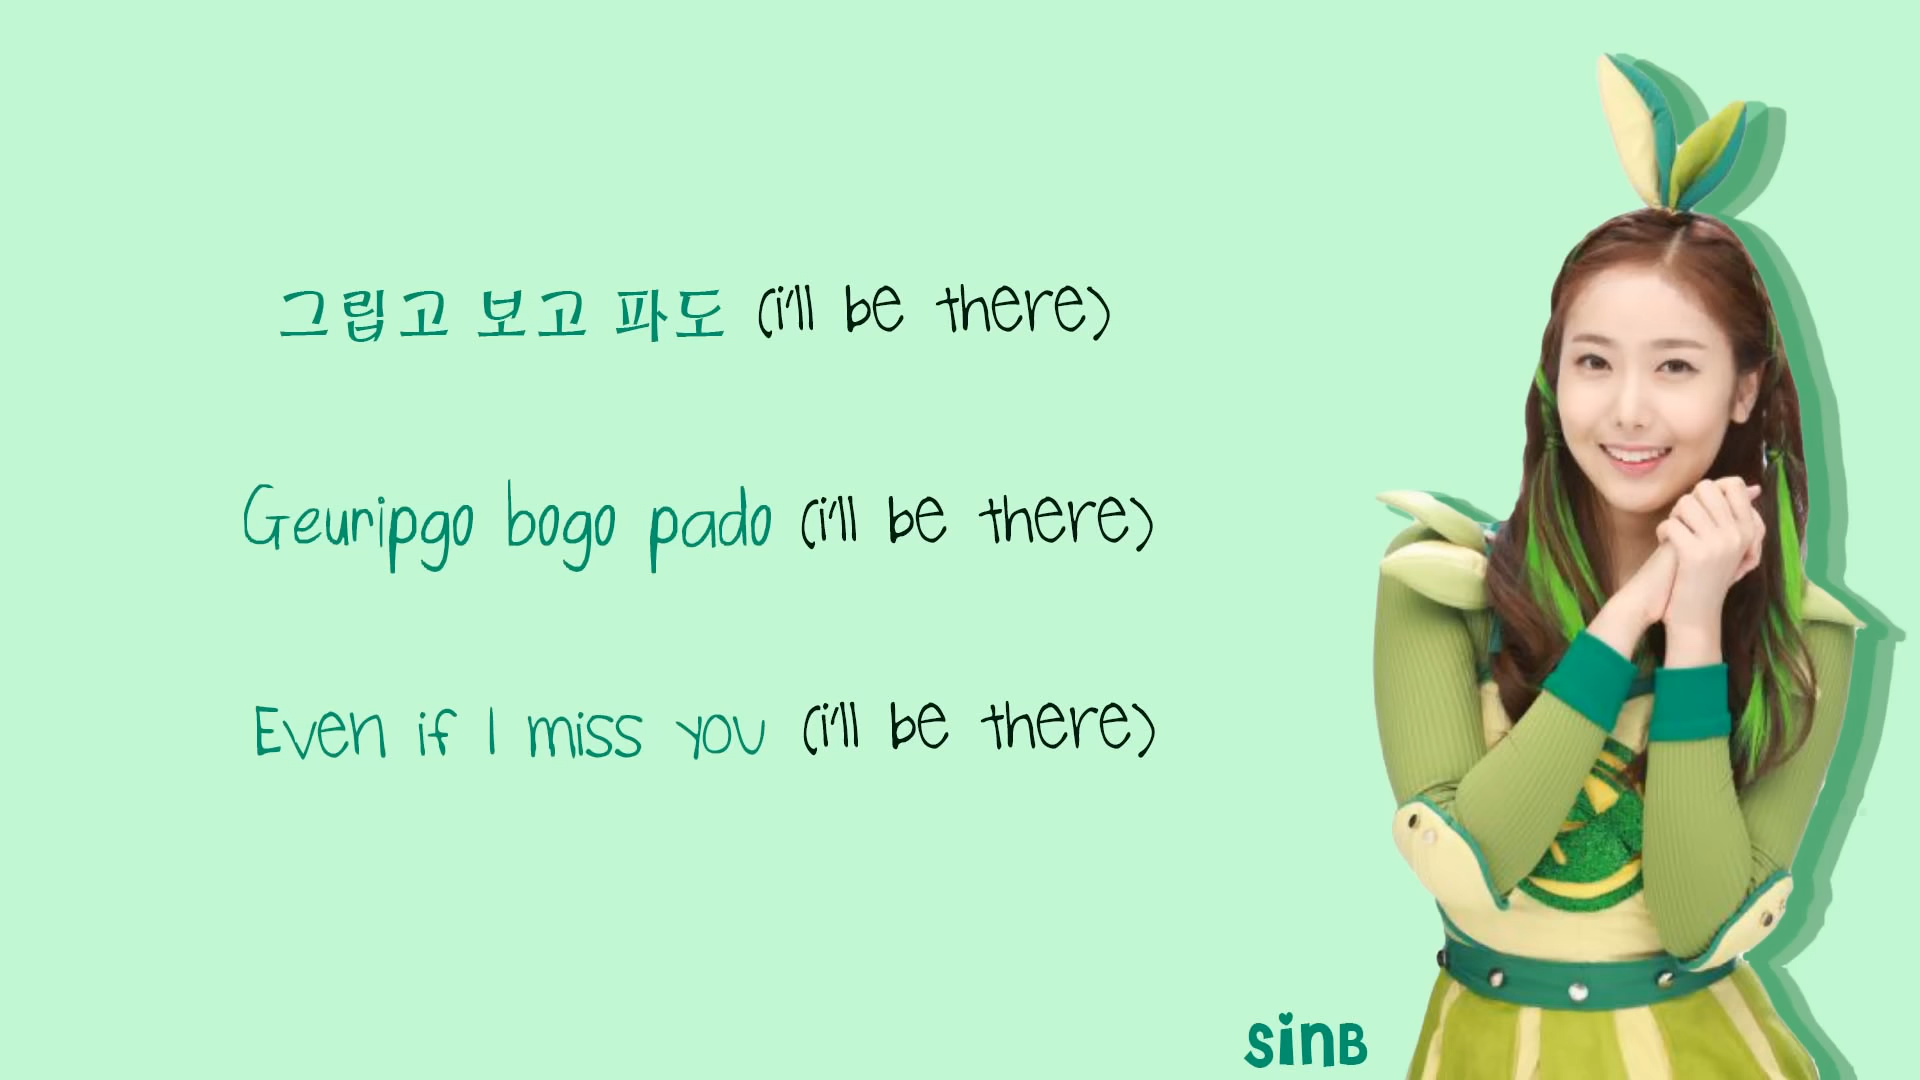 그립고 보고 파도 (i'll be there)
Geuripgo bogo pado (i'll be there)
Even if I miss you (i'll be there)
sinB